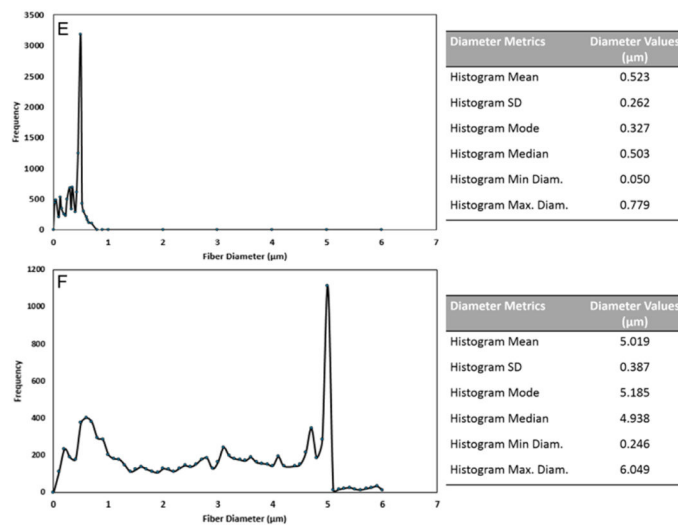 E
3500
3000
2500
2000
1500
1000
500
0
Frequency
0 1 2 3 4 5 6 7
Fiber Diameter (µm)
Diameter Metrics Diameter Values (µm)
Histogram Mean 0.523
Histogram SD 0.262
Histogram Mode 0.327
Histogram Median 0.503
Histogram Min Diam. 0.050
Histogram Max. Diam. 0.779
F
1200
1000
800
600
400
200
0
Frequency
0 1 2 3 4 5 6 7
Fiber Diameter (µm)
Diameter Metrics Diameter Values (µm)
Histogram Mean 5.019
Histogram SD 0.387
Histogram Mode 5.185
Histogram Median 4.938
Histogram Min Diam. 0.246
Histogram Max. Diam. 6.049